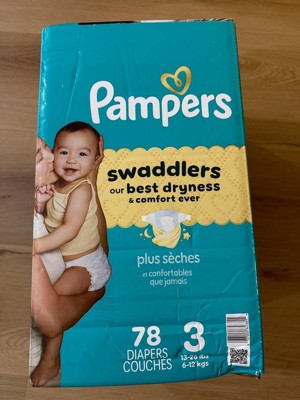 Pampers
swaddlers
our best dryness
& comfort ever
plus sèches
et confortables
que jamais
78 3
DIAPERS
COUCHES
13-28 lbs
6-12 kgs